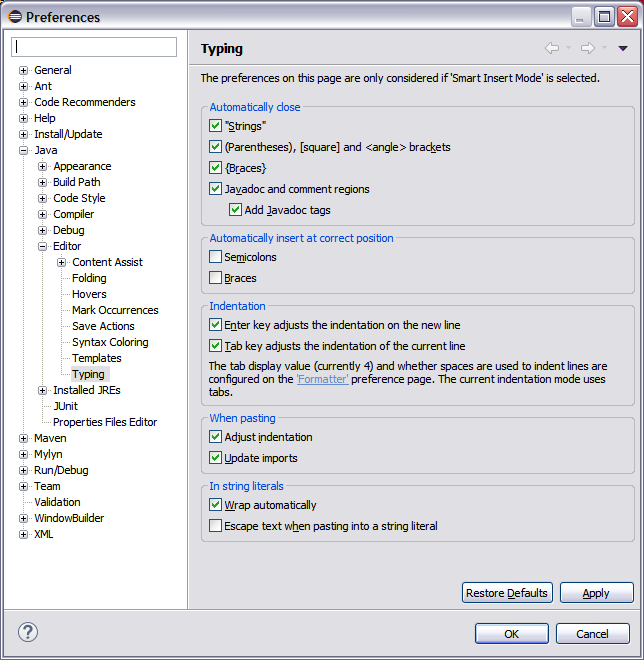 Preferences
General
Ant
Code Recommenders
Help
Install/Update
Java
Appearance
Build Path
Code Style
Compiler
Debug
Editor
Content Assist
Folding
Hovers
Mark Occurrences
Save Actions
Syntax Coloring
Templates
Typing
Installed JREs
JUnit
Properties Files Editor
Maven
Mylyn
Run/Debug
Team
Validation
WindowBuilder
XML
Typing
The preferences on this page are only considered if 'Smart Insert Mode' is selected.
Automatically close
"Strings"
(Parentheses), [square] and <angle> brackets
{Braces}
Javadoc and comment regions
Add Javadoc tags
Automatically insert at correct position
Semicolons
Braces
Indentation
Enter key adjusts the indentation on the new line
Tab key adjusts the indentation of the current line
The tab display value (currently 4) and whether spaces are used to indent lines are
configured on the 'Formatter' preference page. The current indentation mode uses
tabs.
When pasting
Adjust indentation
Update imports
In string literals
Wrap automatically
Escape text when pasting into a string literal
Restore Defaults
Apply
?
OK
Cancel